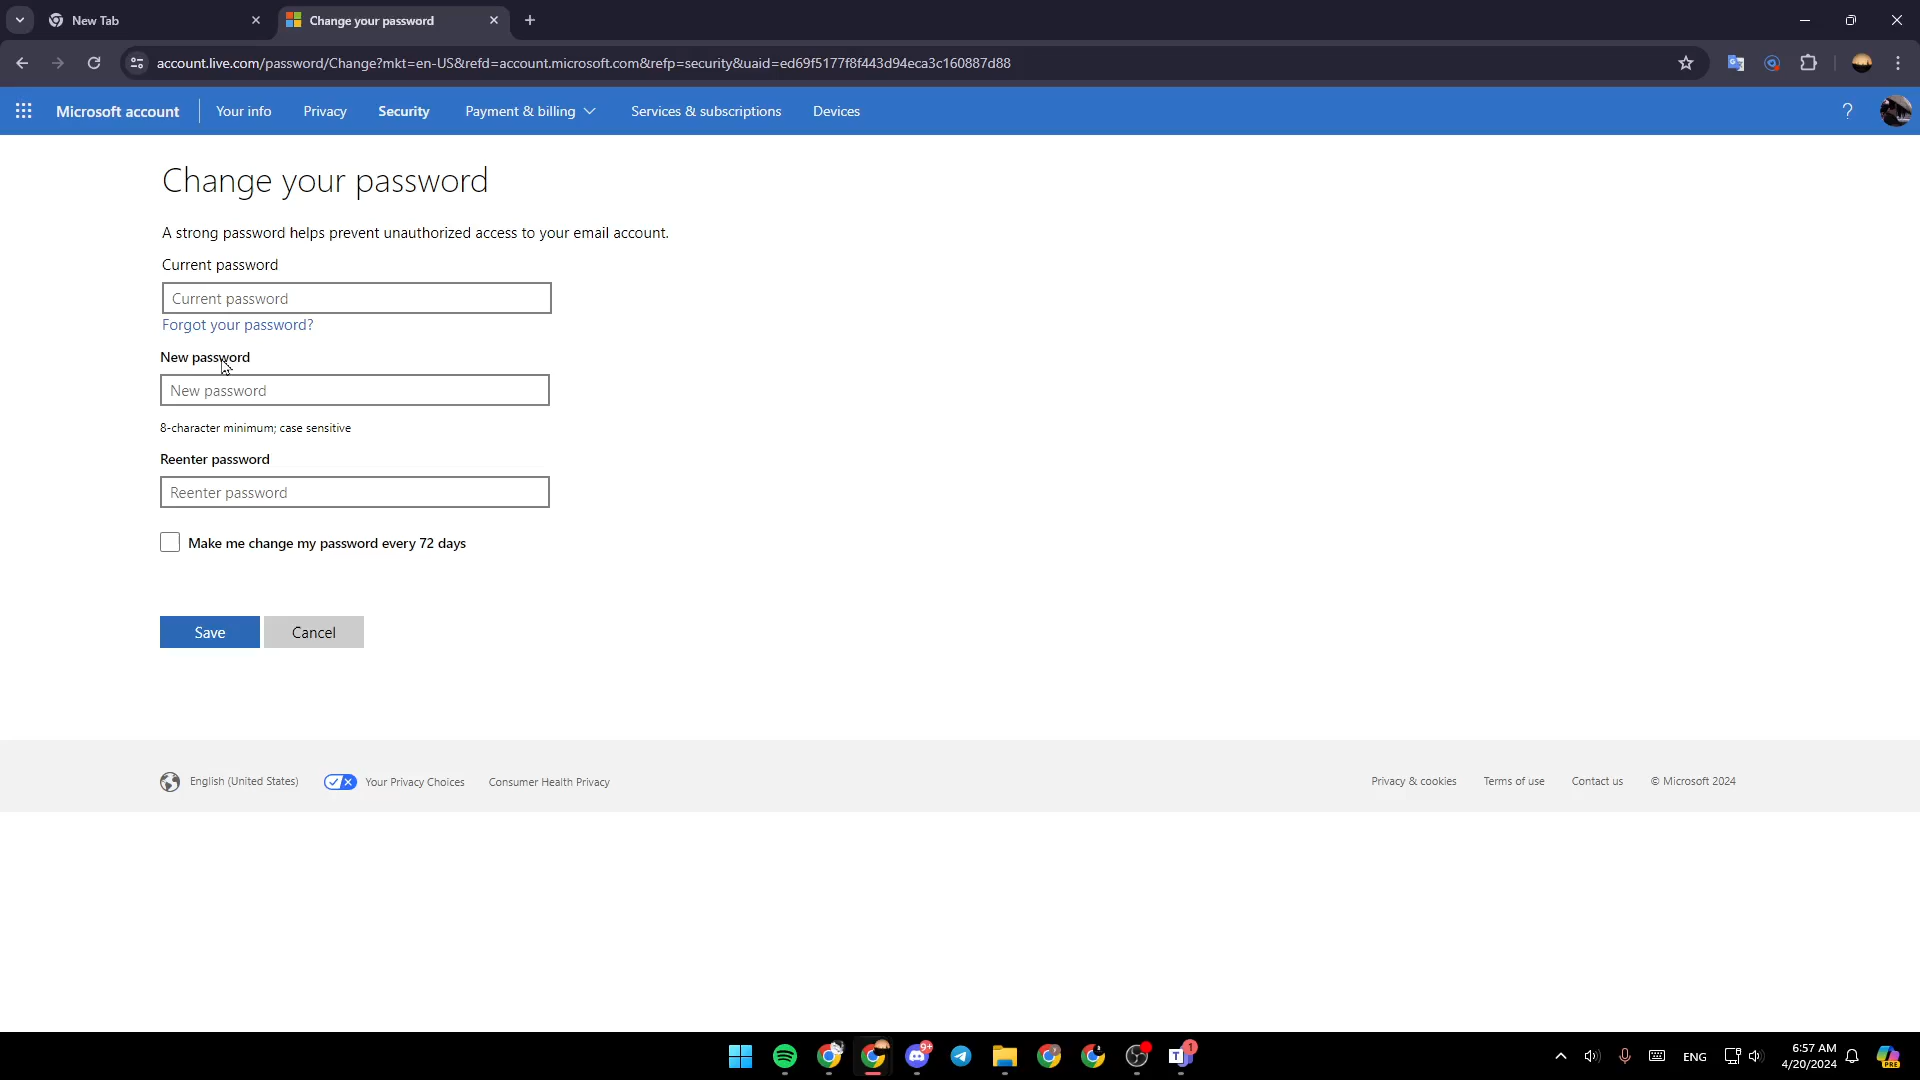 New Tab
Change your password
account.live.com/password/Change?mkt=en-US&refd=account.microsoft.com&refp=security&uaid=ed69f5177f8f443d94eca3c160887d88
Microsoft account
Your info
Privacy
Security
Payment & billing
Services & subscriptions
Devices
?
Change your password
A strong password helps prevent unauthorized access to your email account.
Current password
Current password
Forgot your password?
New password
New password
8-character minimum; case sensitive
Reenter password
Reenter password
Make me change my password every 72 days
Save
Cancel
English (United States)
Your Privacy Choices
Consumer Health Privacy
Privacy & cookies
Terms of use
Contact us
© Microsoft 2024
9+
T
1
ENG
6:57 AM
4/20/2024
PRE